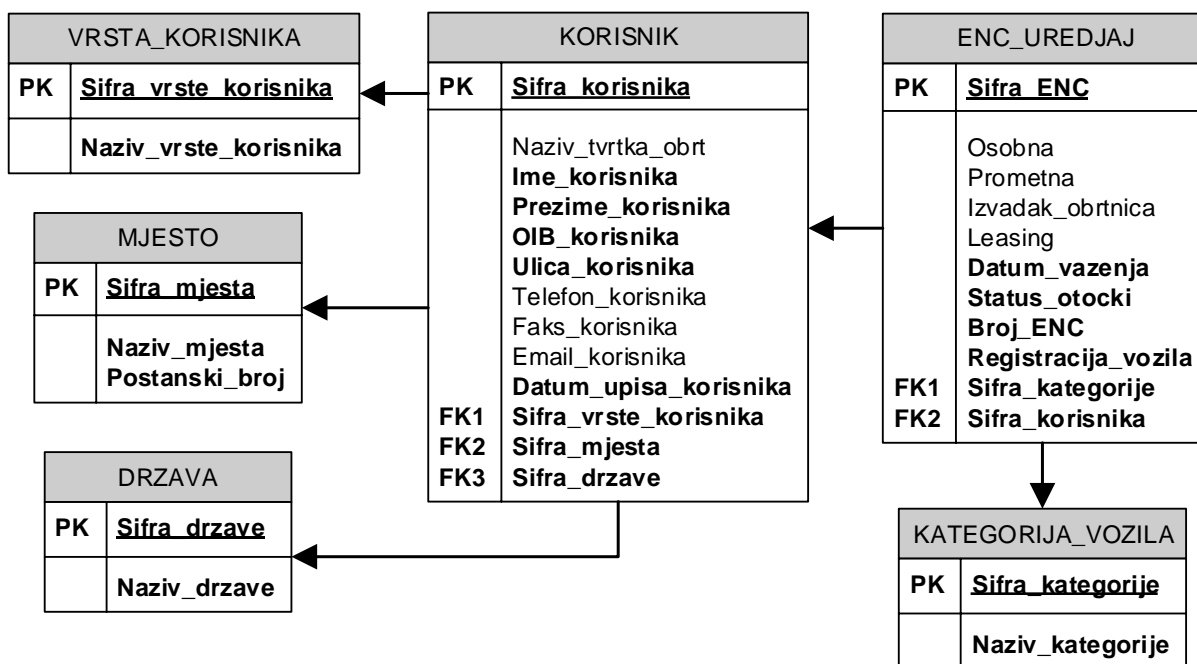 VRSTA_KORISNIKA
PK Sifra_vrste_korisnika
Naziv_vrste_korisnika
MJESTO
PK Sifra_mjesta
Naziv_mjesta
Postanski_broj
DRZAVA
PK Sifra_drzave
Naziv_drzave
KORISNIK
PK Sifra_korisnika
Naziv_tvrtka_obrt
Ime_korisnika
Prezime_korisnika
OIB_korisnika
Ulica_korisnika
Telefon_korisnika
Faks_korisnika
Email_korisnika
Datum_upisa_korisnika
FK1 Sifra_vrste_korisnika
FK2 Sifra_mjesta
FK3 Sifra_drzave
ENC_UREDJAJ
PK Sifra_ENC
Osobna
Prometna
Izvadak_obrtnica
Leasing
Datum_vazenja
Status_otocki
Broj_ENC
Registracija_vozila
FK1 Sifra_kategorije
FK2 Sifra_korisnika
KATEGORIJA_VOZILA
PK Sifra_kategorije
Naziv_kategorije